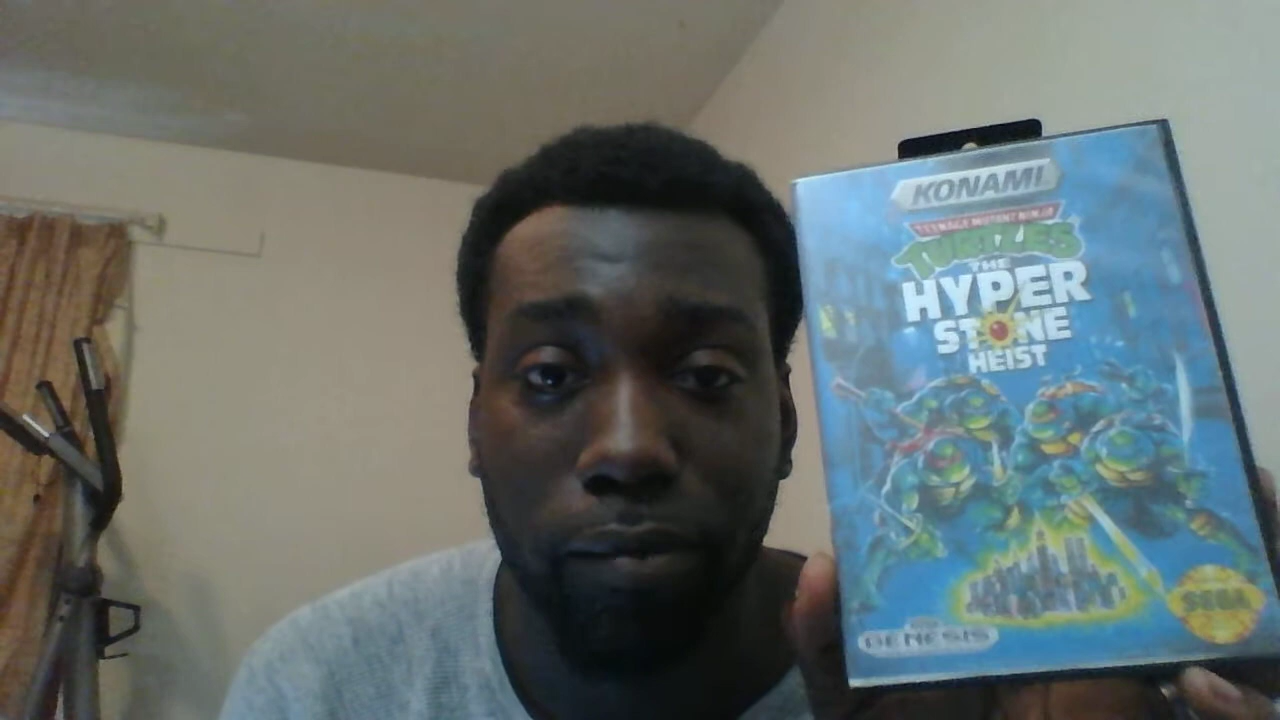 KONAMI
TEENAGE MUTANT NINJA
TURTLES
THE
HYPER
STONE
HEIST
GENESIS
SEGA